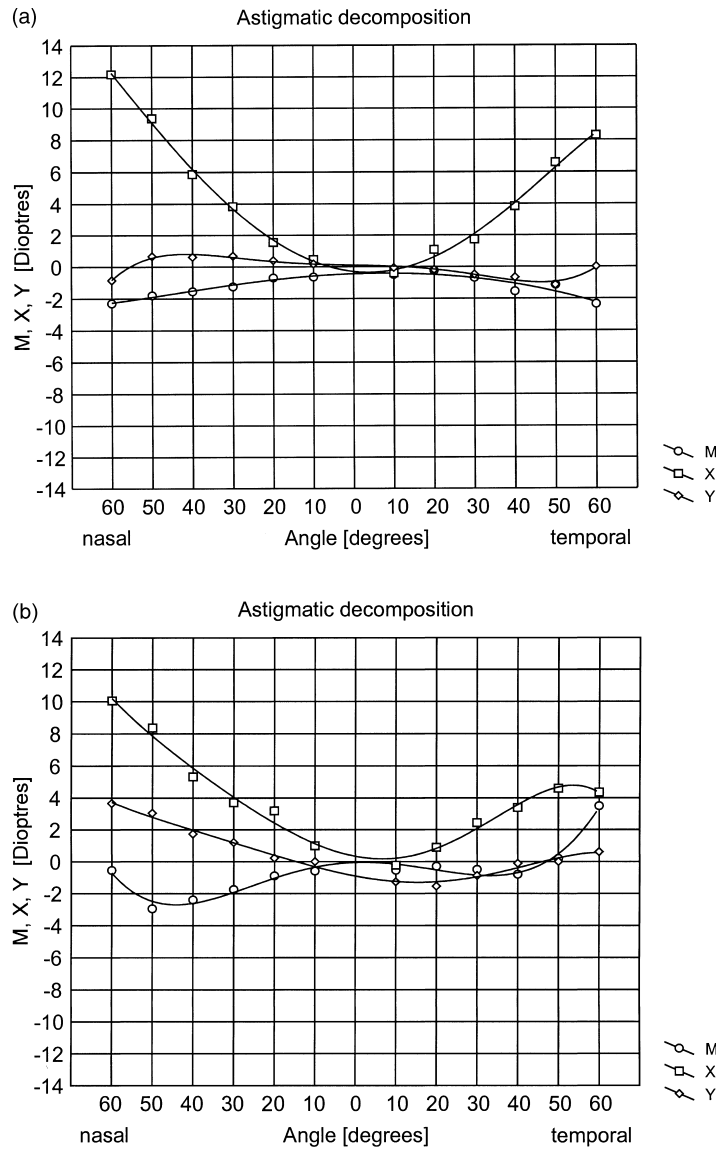 (a)
Astigmatic decomposition
14
12
10
8
6
4
2
0
-2
-4
-6
-8
-10
-12
-14
M, X, Y [Dioptres]
60 50 40 30 20 10 0 10 20 30 40 50 60
nasal Angle [degrees] temporal
M
X
Y
(b)
Astigmatic decomposition
14
12
10
8
6
4
2
0
-2
-4
-6
-8
-10
-12
-14
M, X, Y [Dioptres]
60 50 40 30 20 10 0 10 20 30 40 50 60
nasal Angle [degrees] temporal
M
X
Y